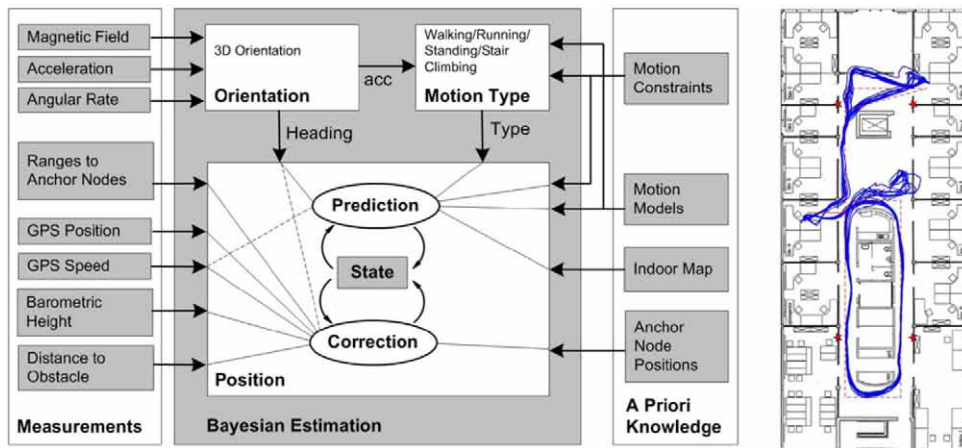 Magnetic Field
Acceleration
Angular Rate
Ranges to
Anchor Nodes
GPS Position
GPS Speed
Barometric
Height
Distance to
Obstacle
Measurements
3D Orientation
Orientation
acc
Walking/Running/
Standing/Stair
Climbing
Motion Type
Heading
Type
Prediction
State
Correction
Position
Bayesian Estimation
Motion
Constraints
Motion
Models
Indoor Map
Anchor
Node
Positions
A Priori
Knowledge